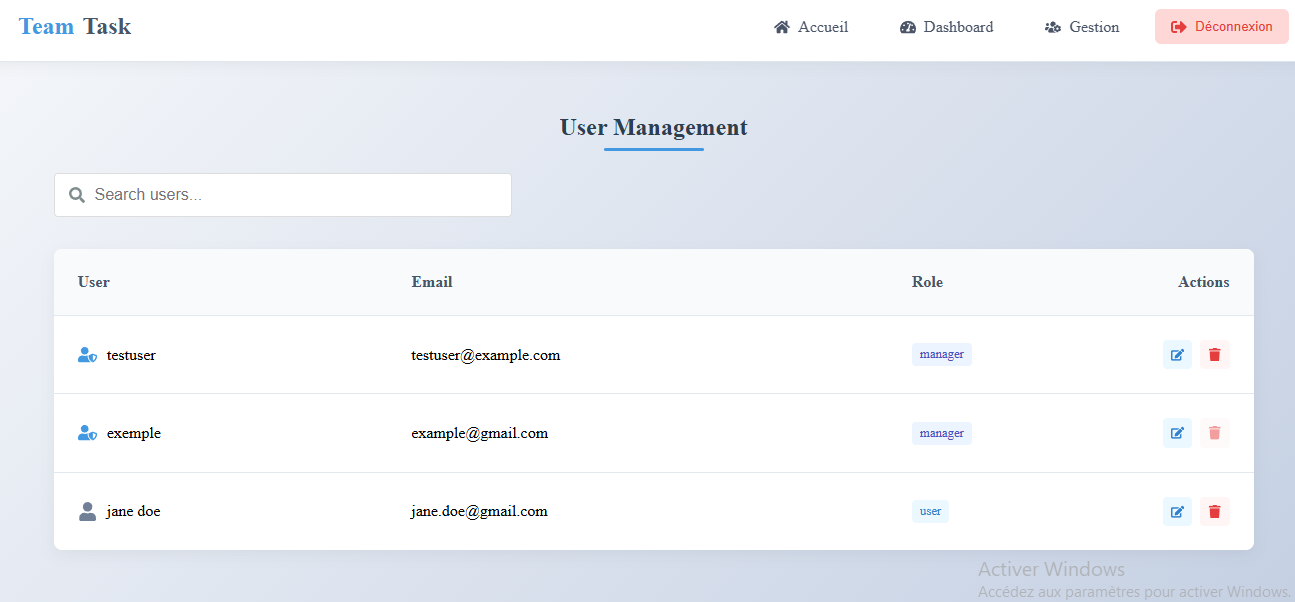 Team Task Accueil Dashboard Gestion Déconnexion
User Management
Search users...
User Email Role Actions
testuser testuser@example.com manager
exemple example@gmail.com manager
jane doe jane.doe@gmail.com user
Activer Windows
Accédez aux paramètres pour activer Windows.